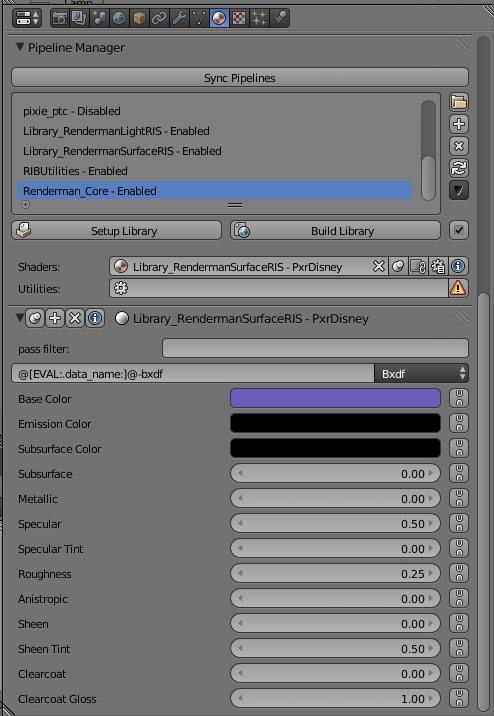 Pipeline Manager
Sync Pipelines
pixie_ptc - Disabled
Library_RendermanLightRIS - Enabled
Library_RendermanSurfaceRIS - Enabled
RIBUtilities - Enabled
Renderman_Core - Enabled
Setup Library Build Library
Shaders: Library_RendermanSurfaceRIS - PxrDisney
Utilities:
Library_RendermanSurfaceRIS - PxrDisney
pass filter:
@[EVAL:.data_name:]@-bxdf Bxdf
Base Color
Emission Color
Subsurface Color
Subsurface 0.00
Metallic 0.00
Specular 0.50
Specular Tint 0.00
Roughness 0.25
Anistropic 0.00
Sheen 0.00
Sheen Tint 0.50
Clearcoat 0.00
Clearcoat Gloss 1.00